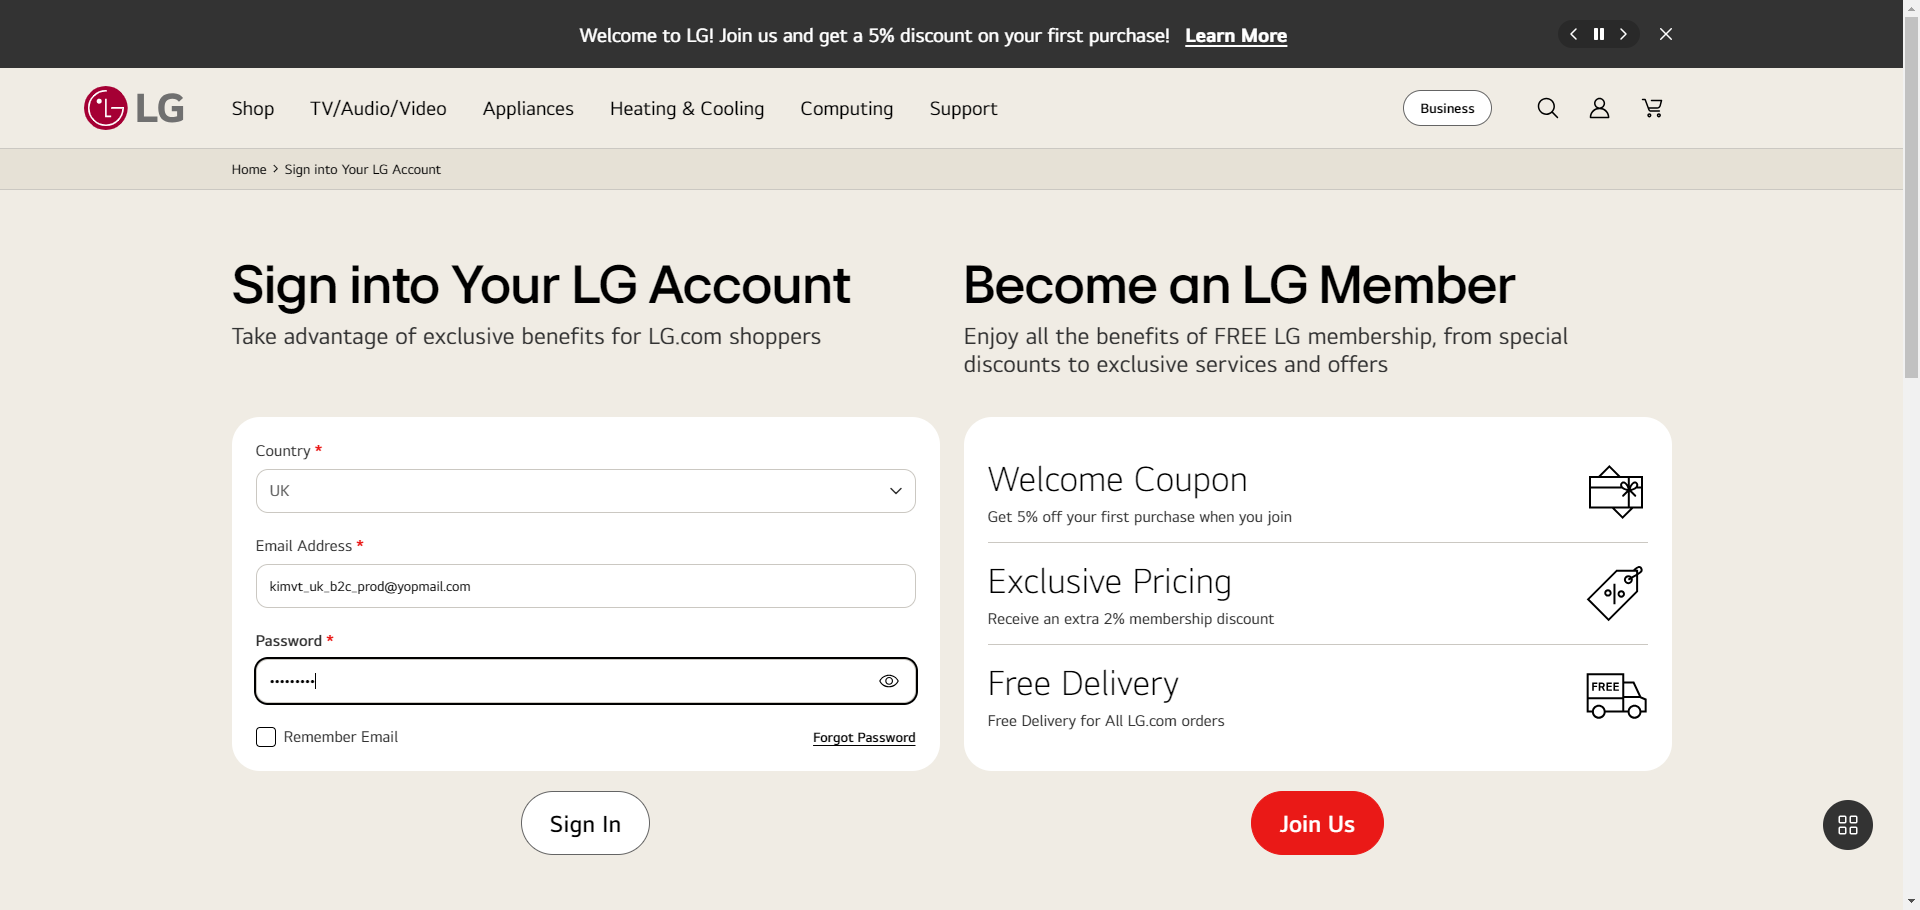 Welcome to LG! Join us and get a 5% discount on your first purchase! Learn More
LG Shop TV/Audio/Video Appliances Heating & Cooling Computing Support Business
Home > Sign into Your LG Account
Sign into Your LG Account
Take advantage of exclusive benefits for LG.com shoppers
Country *
UK
Email Address *
kimvt_uk_b2c_prod@yopmail.com
Password *
•••••••••
Remember Email Forgot Password
Sign In
Become an LG Member
Enjoy all the benefits of FREE LG membership, from special
discounts to exclusive services and offers
Welcome Coupon
Get 5% off your first purchase when you join
Exclusive Pricing
Receive an extra 2% membership discount
Free Delivery
Free Delivery for All LG.com orders
FREE
Join Us